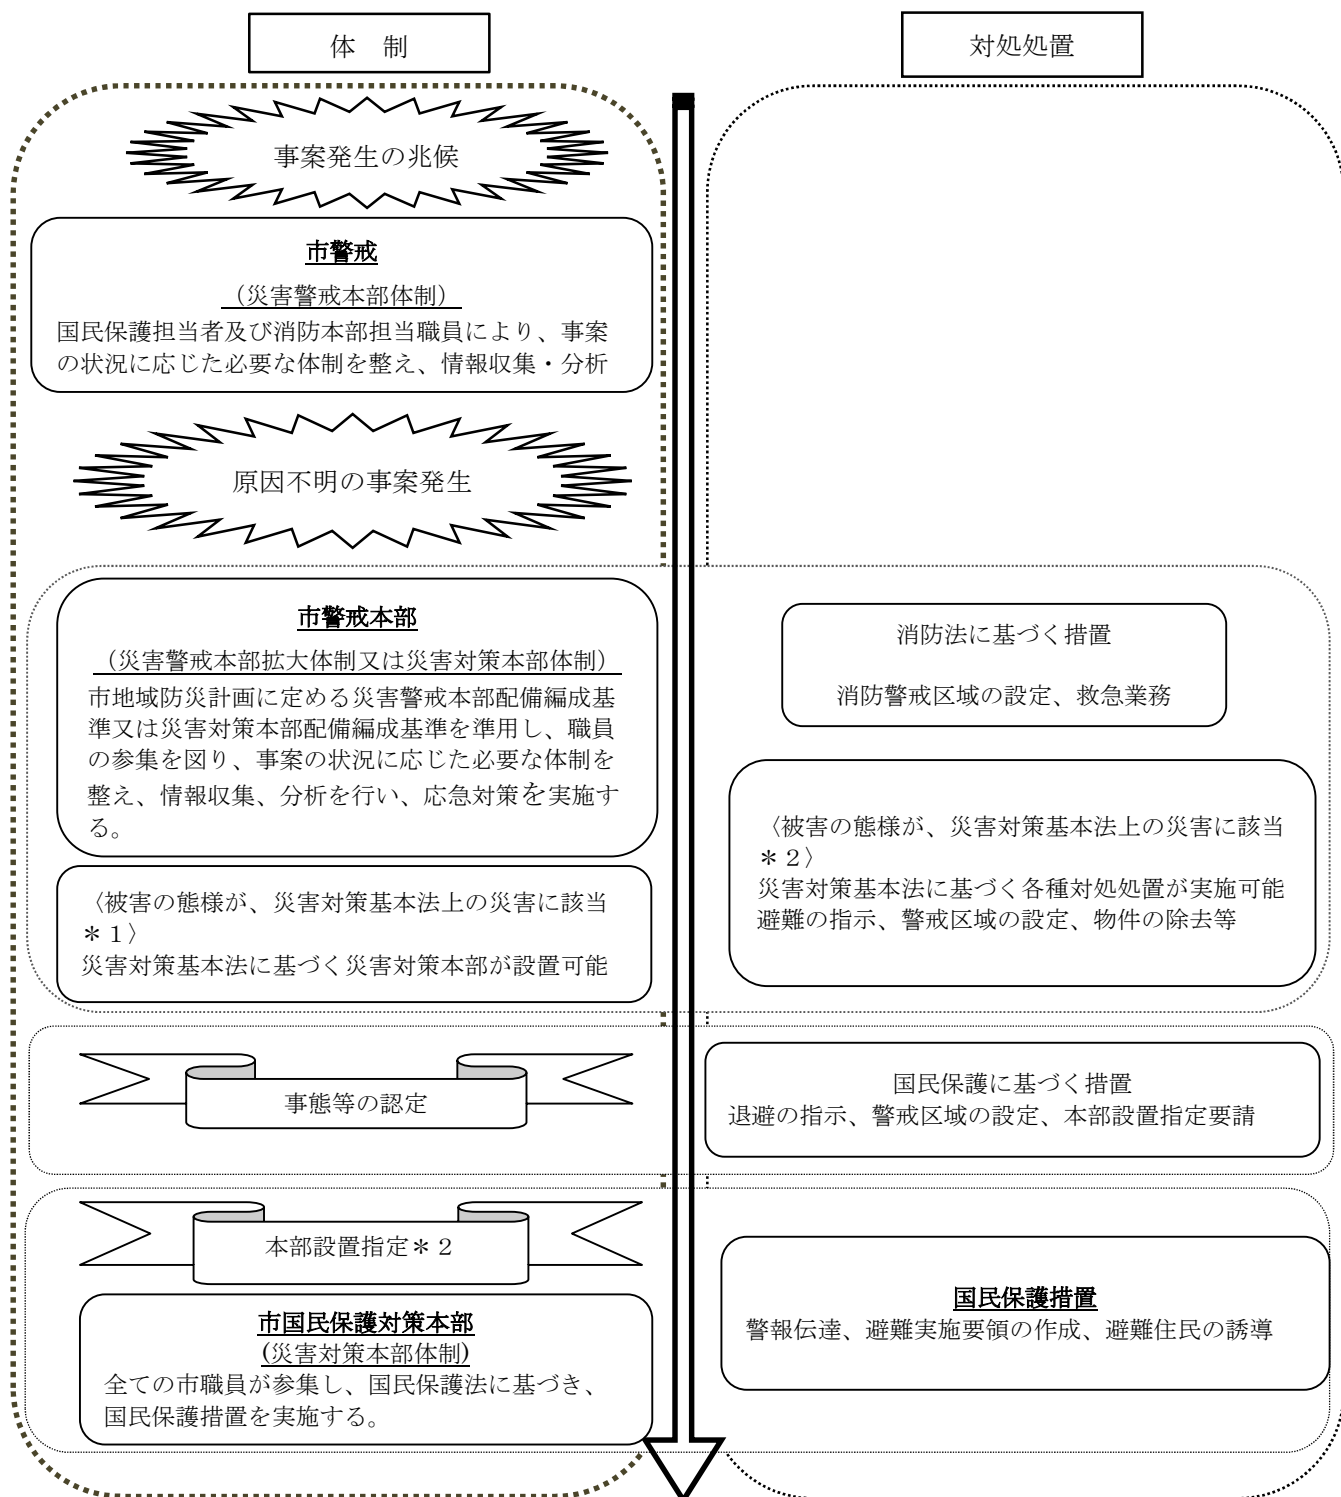 体　制
対処処置
事案発生の兆候
市警戒
（災害警戒本部体制）
国民保護担当者及び消防本部担当職員により、事案
の状況に応じた必要な体制を整え、情報収集・分析
原因不明の事案発生
市警戒本部
（災害警戒本部拡大体制又は災害対策本部体制）
市地域防災計画に定める災害警戒本部配備編成基
準又は災害対策本部配備編成基準を準用し、職員
の参集を図り、事案の状況に応じた必要な体制を
整え、情報収集、分析を行い、応急対策を実施す
る。
〈被害の態様が、災害対策基本法上の災害に該当
＊１〉
災害対策基本法に基づく災害対策本部が設置可能
消防法に基づく措置
消防警戒区域の設定、救急業務
〈被害の態様が、災害対策基本法上の災害に該当
＊２〉
災害対策基本法に基づく各種対処処置が実施可能
避難の指示、警戒区域の設定、物件の除去等
事態等の認定
国民保護に基づく措置
退避の指示、警戒区域の設定、本部設置指定要請
本部設置指定＊２
市国民保護対策本部
(災害対策本部体制)
全ての市職員が参集し、国民保護法に基づき、
国民保護措置を実施する。
国民保護措置
警報伝達、避難実施要領の作成、避難住民の誘導